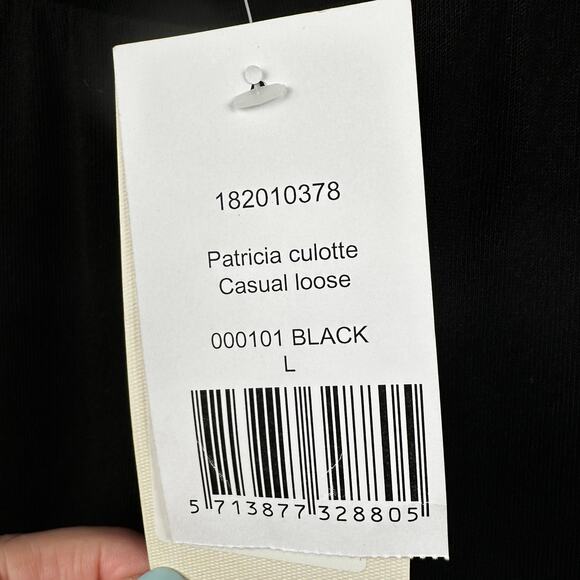 182010378
Patricia culotte
Casual loose
000101 BLACK
L
5 713877 328805